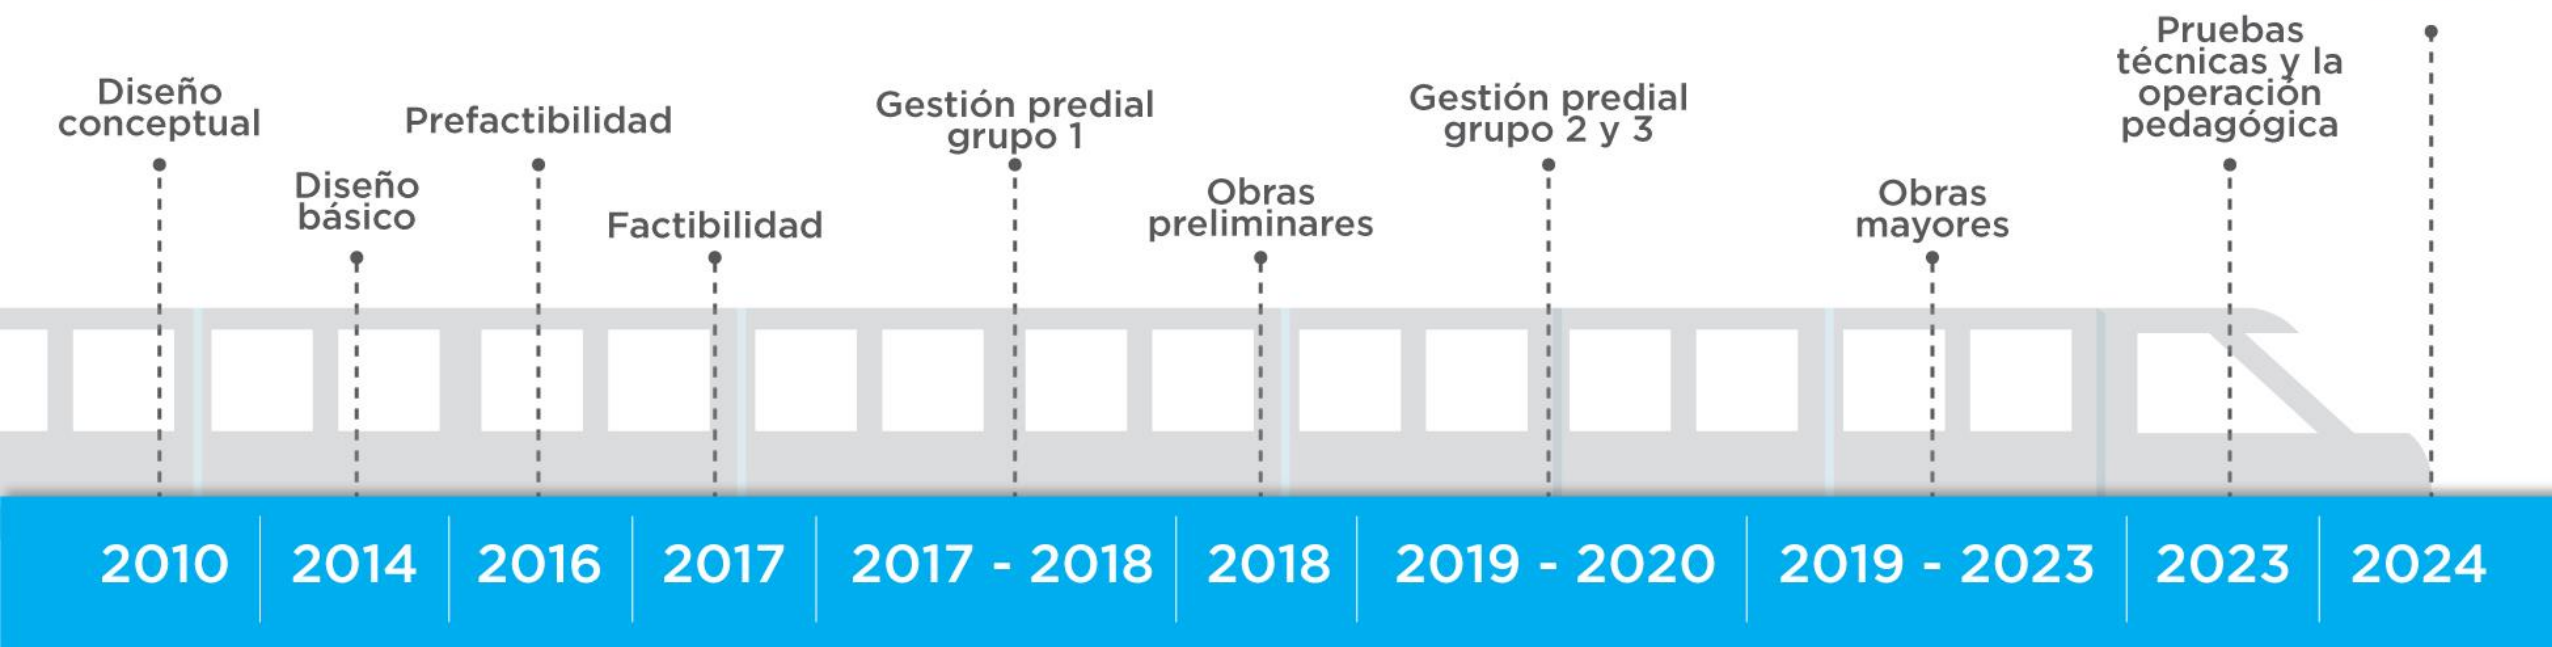 Diseño
conceptual
Diseño
básico
Prefactibilidad
Factibilidad
Gestión predial
grupo 1
Obras
preliminares
Gestión predial
grupo 2 y 3
Obras
mayores
Pruebas
técnicas y la
operación
pedagógica
2010
2014
2016
2017
2017 - 2018
2018
2019 - 2020
2019 - 2023
2023
2024